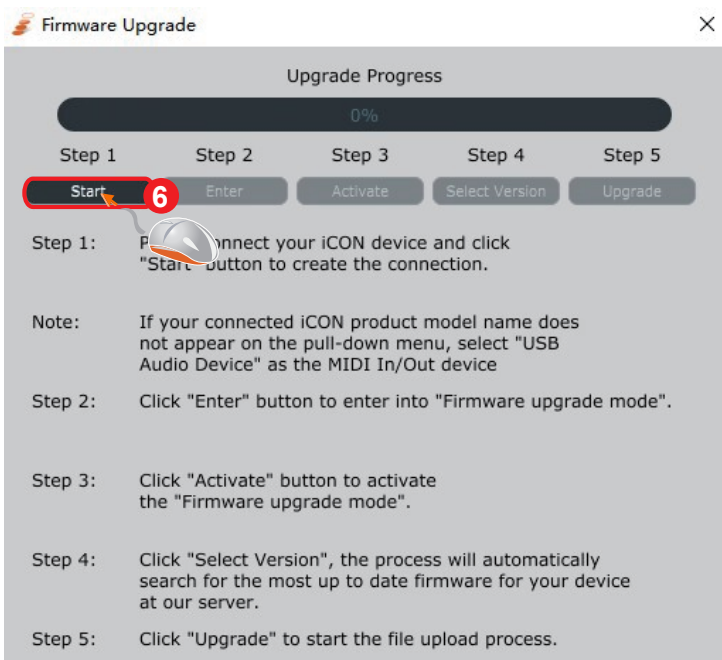 Firmware Upgrade
Upgrade Progress
0%
Step 1 Step 2 Step 3 Step 4 Step 5
Start 6 Enter Activate Select Version Upgrade
Step 1: connect your iCON device and click
"Start" button to create the connection.
Note: If your connected iCON product model name does
not appear on the pull-down menu, select "USB
Audio Device" as the MIDI In/Out device
Step 2: Click "Enter" button to enter into "Firmware upgrade mode".
Step 3: Click "Activate" button to activate
the "Firmware upgrade mode".
Step 4: Click "Select Version", the process will automatically
search for the most up to date firmware for your device
at our server.
Step 5: Click "Upgrade" to start the file upload process.